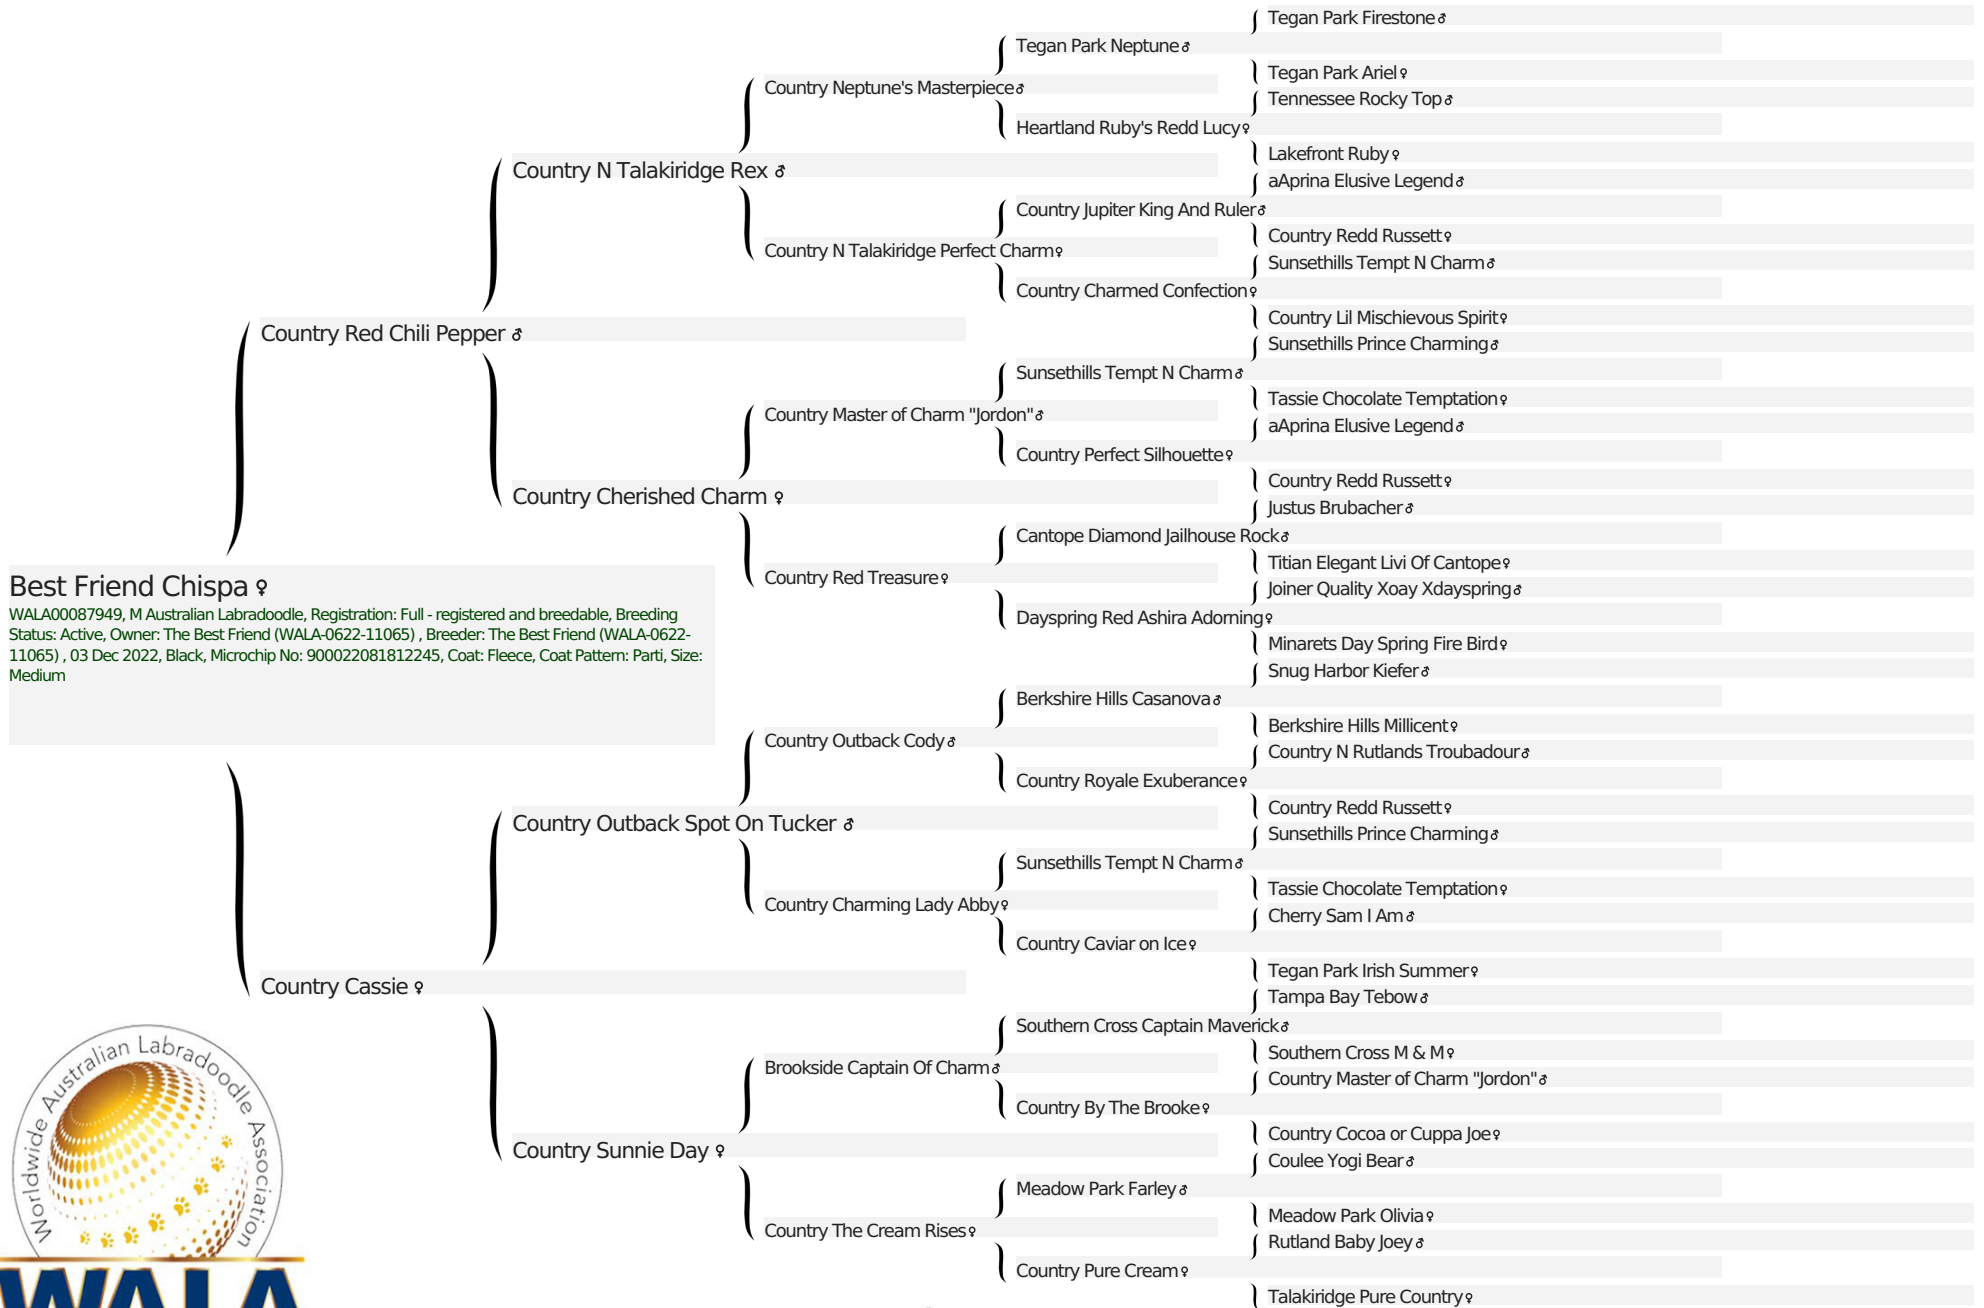 Tegan Park Firestone♂
Tegan Park Neptune♂
Tegan Park Ariel♀
Country Neptune's Masterpiece♂
Tennessee Rocky Top♂
Heartland Ruby's Redd Lucy♀
Lakefront Ruby♀
Country N Talakiridge Rex ♂
aAprina Elusive Legend♂
Country Jupiter King And Ruler♂
Country Redd Russett♀
Country N Talakiridge Perfect Charm♀
Sunsethills Tempt N Charm♂
Country Charmed Confection♀
Country Lil Mischievous Spirit♀
Country Red Chili Pepper ♂
Sunsethills Prince Charming♂
Sunsethills Tempt N Charm♂
Tassie Chocolate Temptation♀
Country Master of Charm "Jordon"♂
aAprina Elusive Legend♂
Country Perfect Silhouette♀
Country Redd Russett♀
Country Cherished Charm ♀
Justus Brubacher♂
Cantope Diamond Jailhouse Rock♂
Titian Elegant Livi Of Cantope♀
Country Red Treasure♀
Joiner Quality Xoay Xdayspring♂
Dayspring Red Ashira Adorning♀
Minarets Day Spring Fire Bird♀
Best Friend Chispa ♀
WALA00087949, M Australian Labradoodle, Registration: Full - registered and breedable, Breeding
Status: Active, Owner: The Best Friend (WALA-0622-11065) , Breeder: The Best Friend (WALA-0622-
11065) , 03 Dec 2022, Black, Microchip No: 900022081812245, Coat: Fleece, Coat Pattern: Parti, Size:
Medium
Snug Harbor Kiefer♂
Berkshire Hills Casanova♂
Berkshire Hills Millicent♀
Country Outback Cody♂
Country N Rutlands Troubadour♂
Country Royale Exuberance♀
Country Redd Russett♀
Country Outback Spot On Tucker ♂
Sunsethills Prince Charming♂
Sunsethills Tempt N Charm♂
Tassie Chocolate Temptation♀
Country Charming Lady Abby♀
Cherry Sam I Am♂
Country Caviar on Ice♀
Tegan Park Irish Summer♀
Country Cassie ♀
Tampa Bay Tebow♂
Southern Cross Captain Maverick♂
Southern Cross M & M♀
Brookside Captain Of Charm♂
Country Master of Charm "Jordon"♂
Country By The Brooke♀
Country Cocoa or Cuppa Joe♀
Country Sunnie Day ♀
Coulee Yogi Bear♂
Meadow Park Farley♂
Meadow Park Olivia♀
Country The Cream Rises♀
Rutland Baby Joey♂
Country Pure Cream♀
Talakiridge Pure Country♀
Worldwide Australian Labradoodle Association
WALA